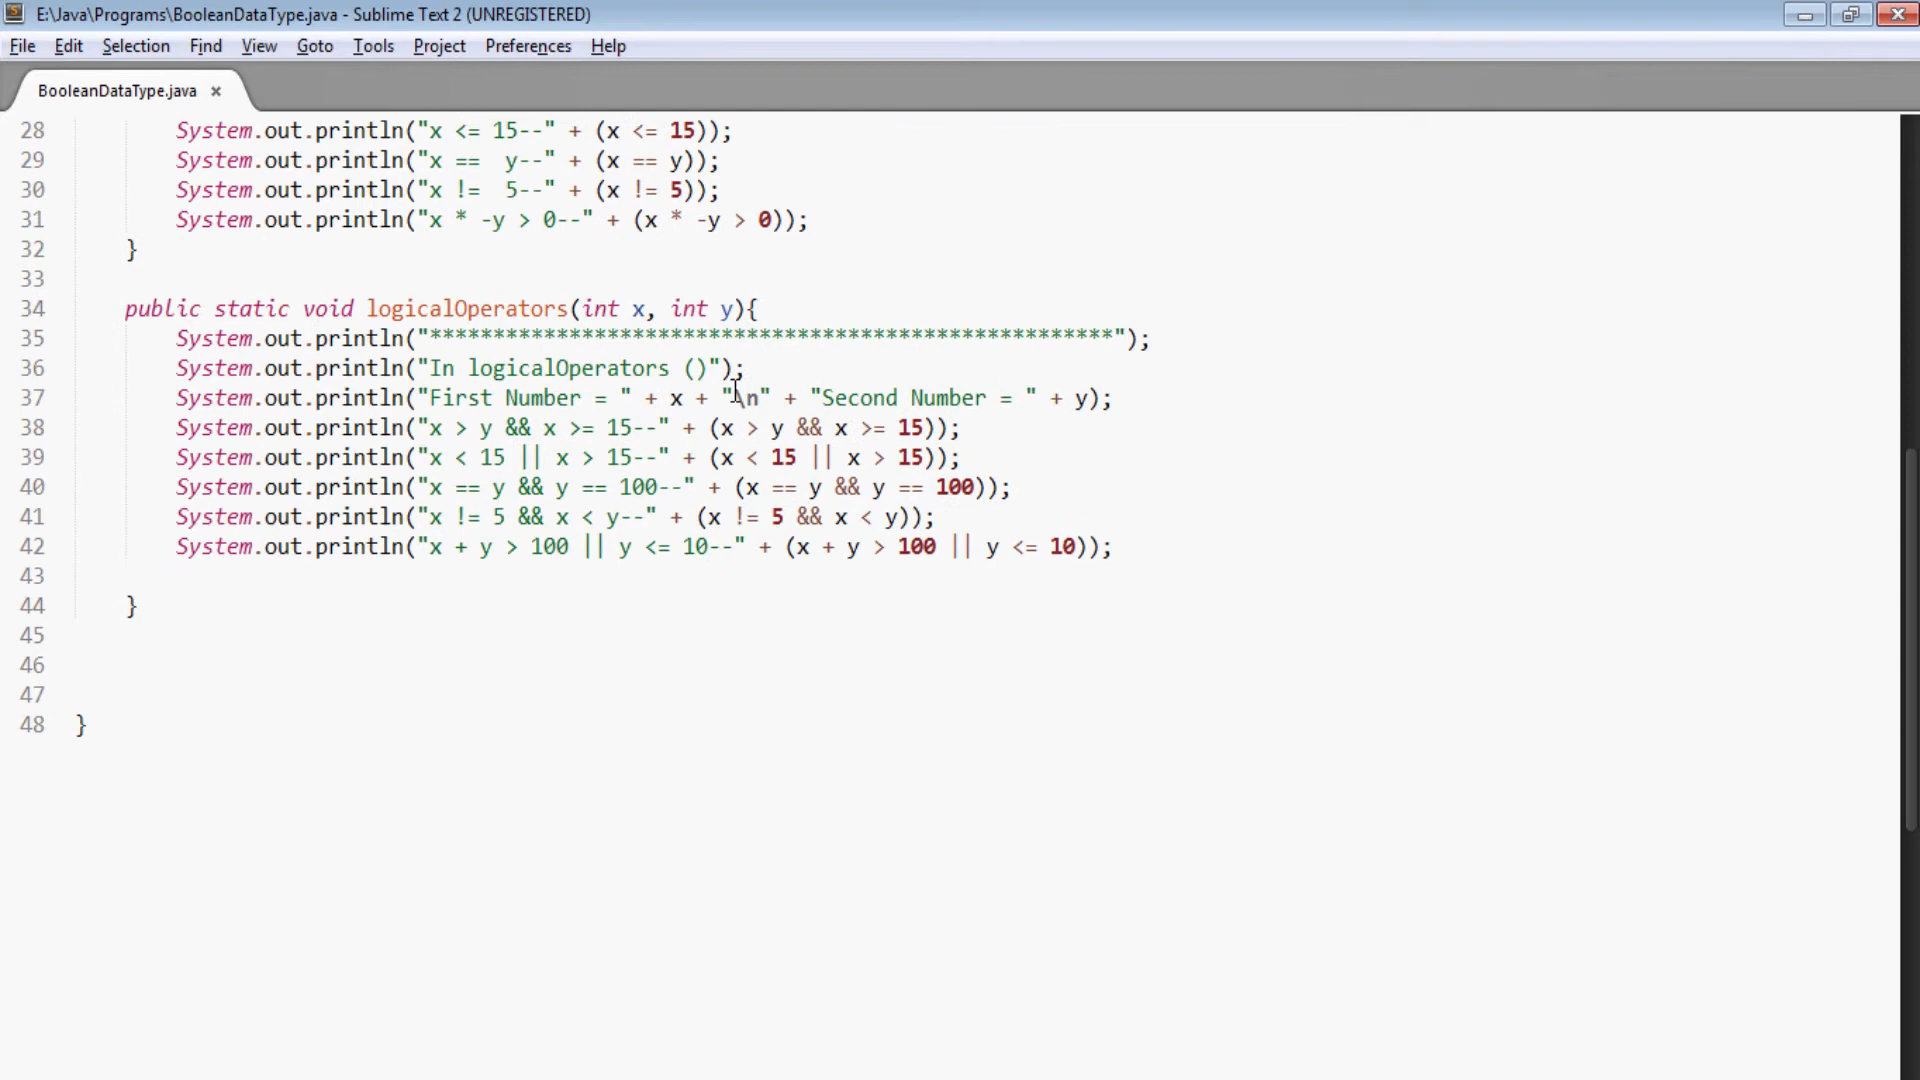 E:\Java\Programs\BooleanDataType.java - Sublime Text 2 (UNREGISTERED)
File Edit Selection Find View Goto Tools Project Preferences Help
BooleanDataType.java ×
28 System.out.println("x <= 15--" + (x <= 15));
29 System.out.println("x ==  y--" + (x == y));
30 System.out.println("x !=  5--" + (x != 5));
31 System.out.println("x * -y > 0--" + (x * -y > 0));
32 }
33
34 public static void logicalOperators(int x, int y){
35 System.out.println("******************************************************");
36 System.out.println("In logicalOperators ()");
37 System.out.println("First Number = " + x + "\n" + "Second Number = " + y);
38 System.out.println("x > y && x >= 15--" + (x > y && x >= 15));
39 System.out.println("x < 15 || x > 15--" + (x < 15 || x > 15));
40 System.out.println("x == y && y == 100--" + (x == y && y == 100));
41 System.out.println("x != 5 && x < y--" + (x != 5 && x < y));
42 System.out.println("x + y > 100 || y <= 10--" + (x + y > 100 || y <= 10));
43
44 }
45
46
47
48 }